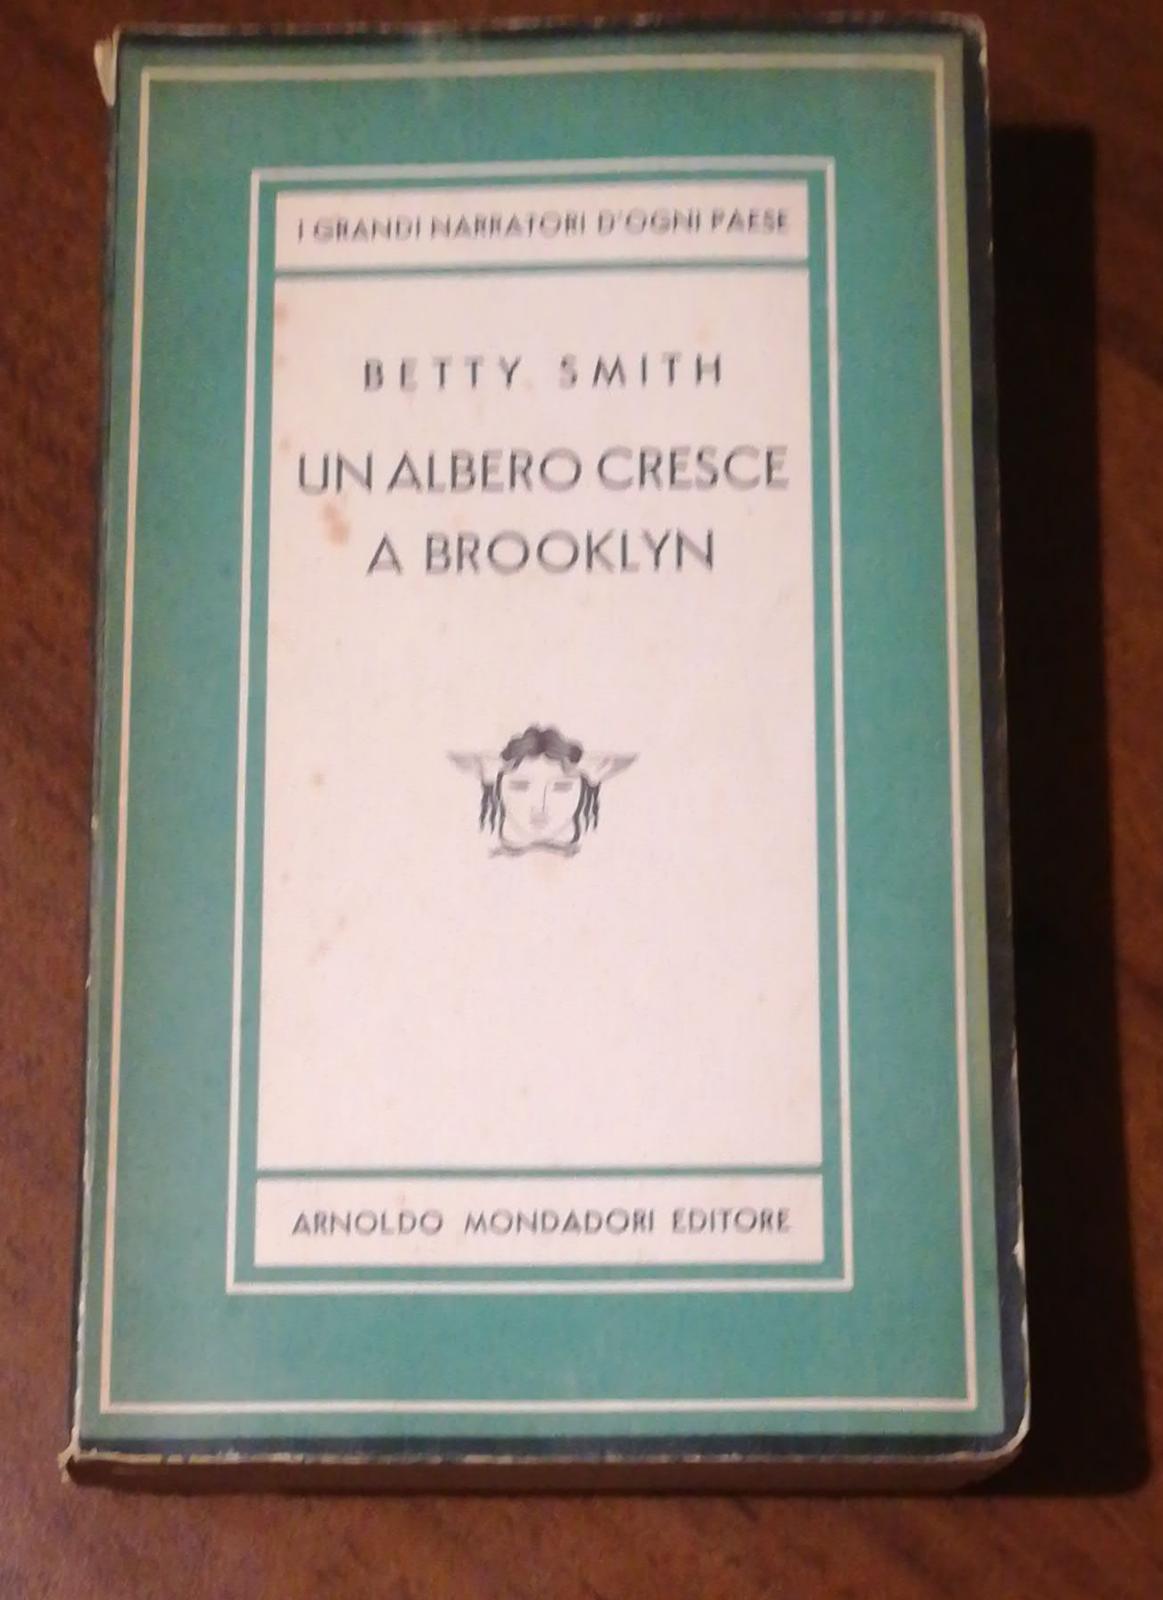 I GRANDI NARRATORI D'OGNI PAESE
BETTY SMITH
UN ALBERO CRESCE
A BROOKLYN
ARNOLDO MONDADORI EDITORE